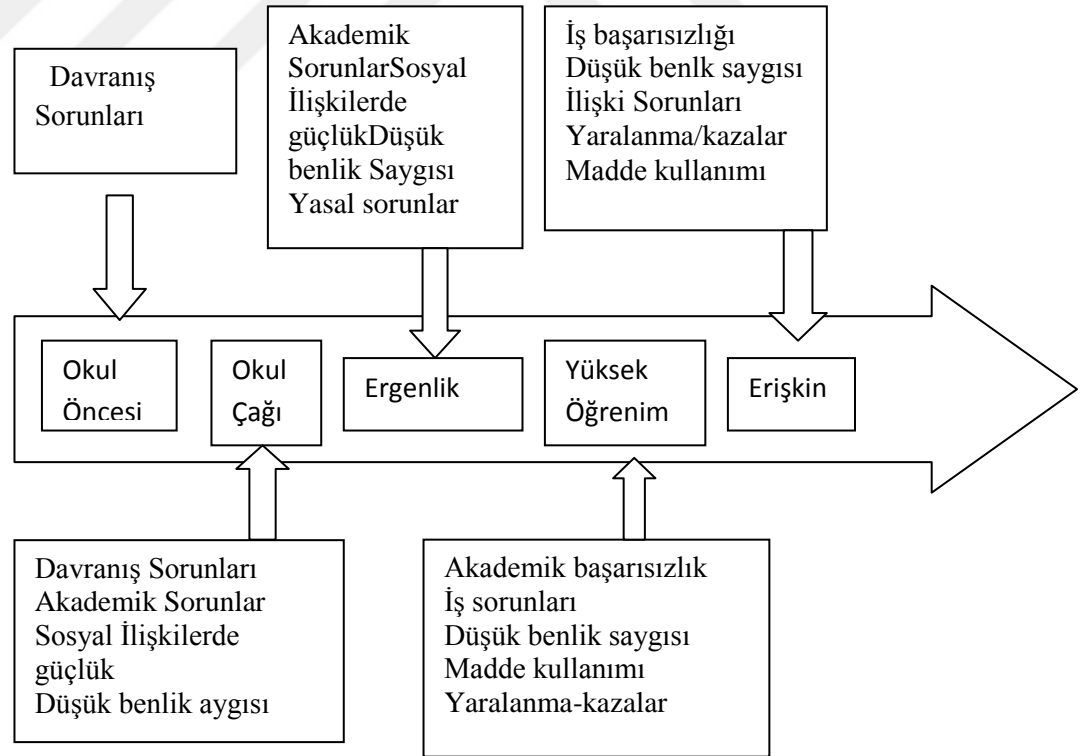 Davranış
Sorunları
Akademik
SorunlarSosyal
İlişkilerde
güçlükDüşük
benlik Saygısı
Yasal sorunlar
İş başarısızlığı
Düşük benlk saygısı
İlişki Sorunları
Yaralanma/kazalar
Madde kullanımı
Okul
Öncesi
Okul
Çağı
Ergenlik
Yüksek
Öğrenim
Erişkin
Davranış Sorunları
Akademik Sorunlar
Sosyal İlişkilerde
güçlük
Düşük benlik aygısı
Akademik başarısızlık
İş sorunları
Düşük benlik saygısı
Madde kullanımı
Yaralanma-kazalar